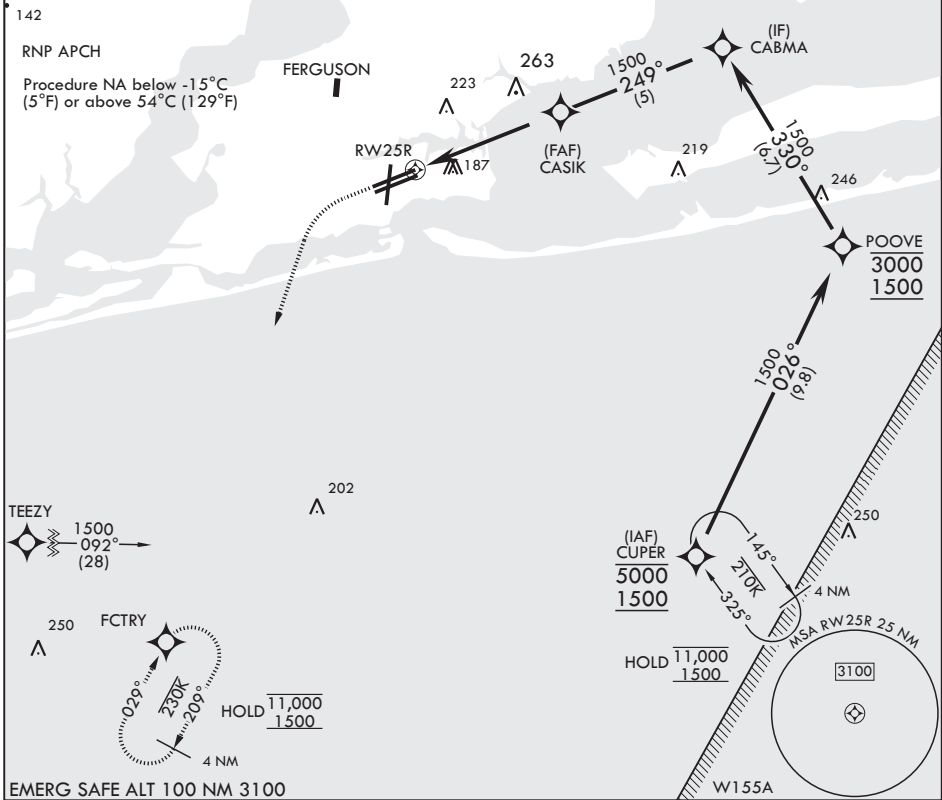 142
RNP APCH
Procedure NA below -15°C
(5°F) or above 54°C (129°F)
FERGUSON
223
263
1500
249°
(5)
(IF)
CABMA
RW25R
187
(FAF)
CASIK
219
1500
330°
(6.7)
246
POOVE
3000
1500
1500
026°
(9.8)
202
TEEZY
1500
092°
(28)
(IAF)
CUPER
5000
1500
250
145°
210K
325°
4 NM
HOLD 11,000
1500
250
FCTRY
029°
230K
209°
HOLD 11,000
1500
4 NM
MSA RW25R 25 NM
3100
W155A
EMERG SAFE ALT 100 NM 3100